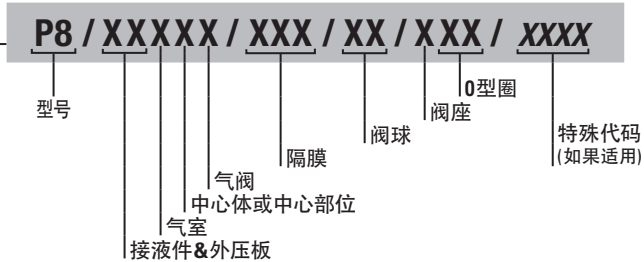 P8 / XXXXX / XXX / XX / XXX / XXXX
型号
O型圈
阀座
阀球
特殊代码
(如果适用)
隔膜
气阀
中心体或中心部位
气室
接液件&外压板